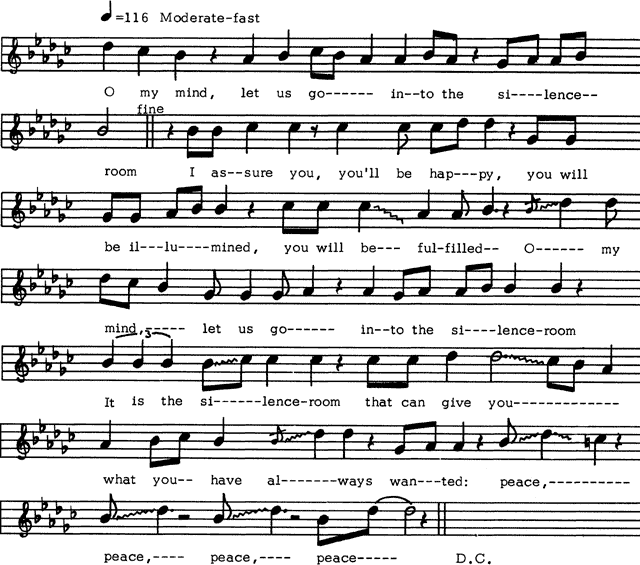 =116 Moderate-fast
O my mind, let us go------ in--to the si----lence--
fine
room I as--sure you, you'll be hap---py, you will
be il---lu----mined, you will be--- ful-filled-- O------ my
mind,----- let us go------ in--to the si----lence-room
3
It is the si------lence-room that can give you-------------
what you-- have al-------ways wan--ted: peace,----------
peace,---- peace,---- peace----- D.C.